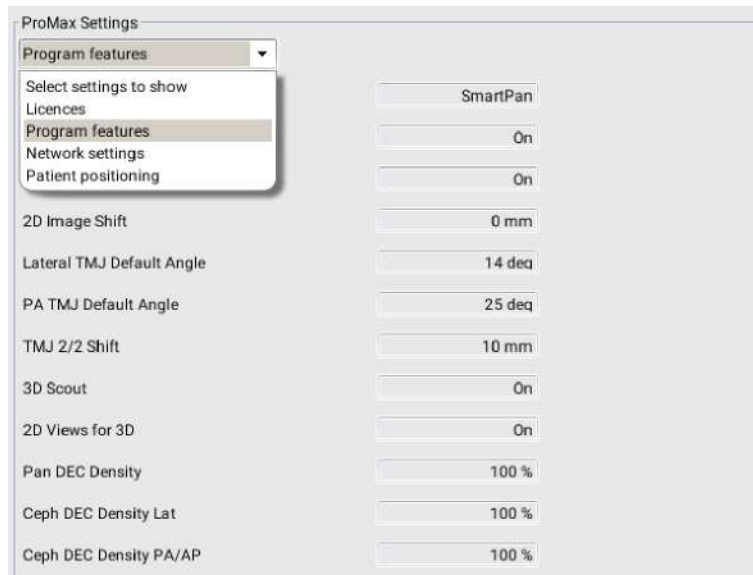 ProMax Settings
Program features
Select settings to show
Licences
Program features
Network settings
Patient positioning
SmartPan
On
On
2D Image Shift 0 mm
Lateral TMJ Default Angle 14 deg
PA TMJ Default Angle 25 deg
TMJ 2/2 Shift 10 mm
3D Scout On
2D Views for 3D On
Pan DEC Density 100 %
Ceph DEC Density Lat 100 %
Ceph DEC Density PA/AP 100 %